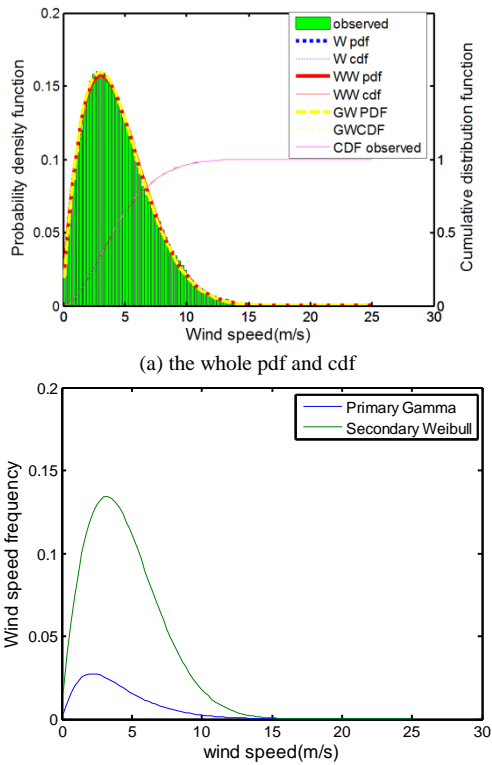 observed
W pdf
W cdf
WW pdf
WW cdf
GW PDF
GWCDF
CDF observed
Probability density function
0.2
0.15
0.1
0.05
0
Cumulative distribution function
1
0.5
0
0 5 10 15 20 25 30
Wind speed(m/s)
(a) the whole pdf and cdf
Primary Gamma
Secondary Weibull
Wind speed frequency
0.2
0.15
0.1
0.05
0
0 5 10 15 20 25 30
wind speed(m/s)